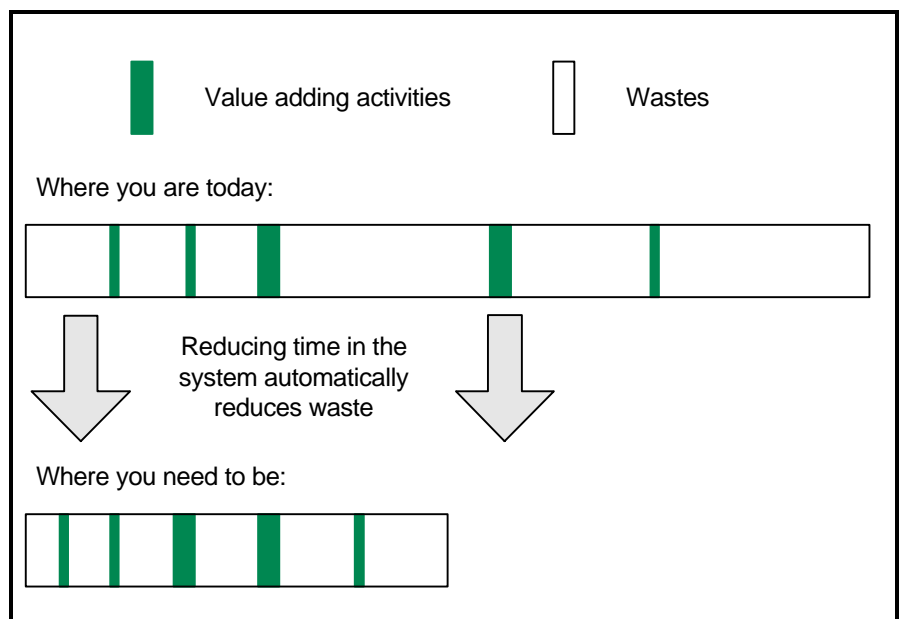 Value adding activities
Wastes
Where you are today:
Reducing time in the
system automatically
reduces waste
Where you need to be: